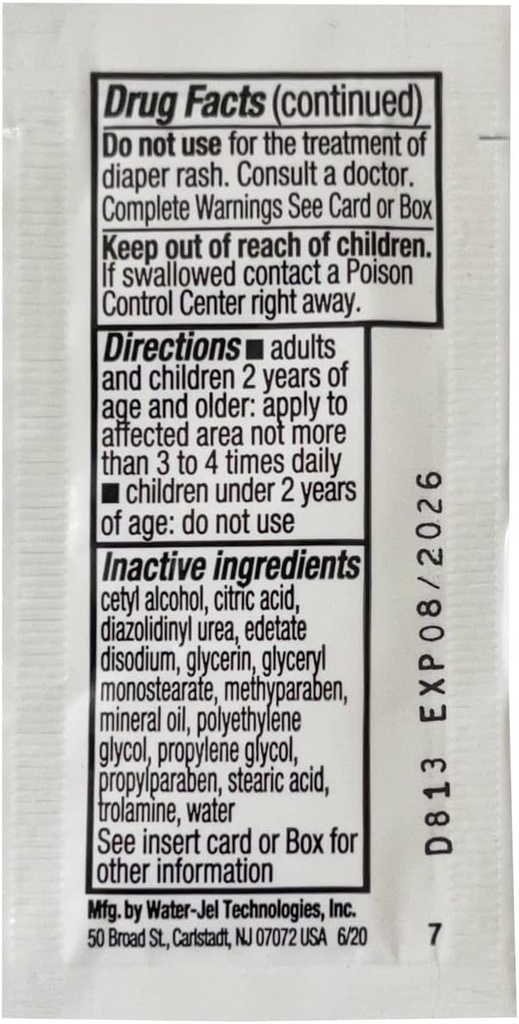 Drug Facts (continued)
Do not use for the treatment of
diaper rash. Consult a doctor.
Complete Warnings See Card or Box
Keep out of reach of children.
If swallowed contact a Poison
Control Center right away.
Directions ■ adults
and children 2 years of
age and older: apply to
affected area not more
than 3 to 4 times daily
■ children under 2 years
of age: do not use
Inactive ingredients
cetyl alcohol, citric acid,
diazolidinyl urea, edetate
disodium, glycerin, glyceryl
monostearate, methyparaben,
mineral oil, polyethylene
glycol, propylene glycol,
propylparaben, stearic acid,
trolamine, water
See insert card or Box for
other information
Mfg. by Water-Jel Technologies, Inc.
50 Broad St., Carlstadt, NJ 07072 USA 6/20
7
D813 EXP08/2026